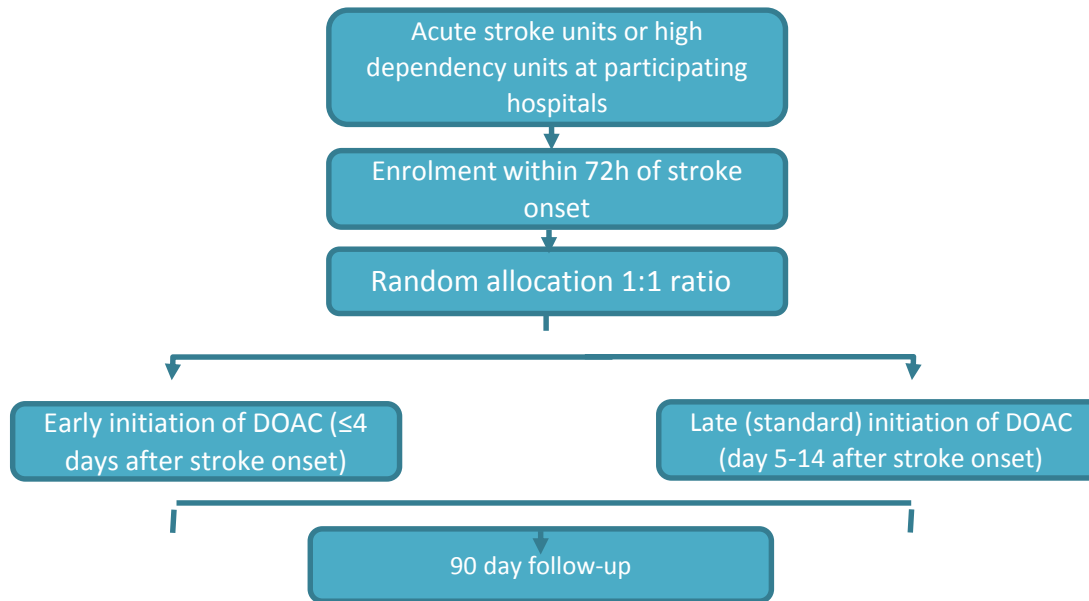 Acute stroke units or high
dependency units at participating
hospitals
Enrolment within 72h of stroke
onset
Random allocation 1:1 ratio
Early initiation of DOAC (≤4
days after stroke onset)
Late (standard) initiation of DOAC
(day 5-14 after stroke onset)
90 day follow-up